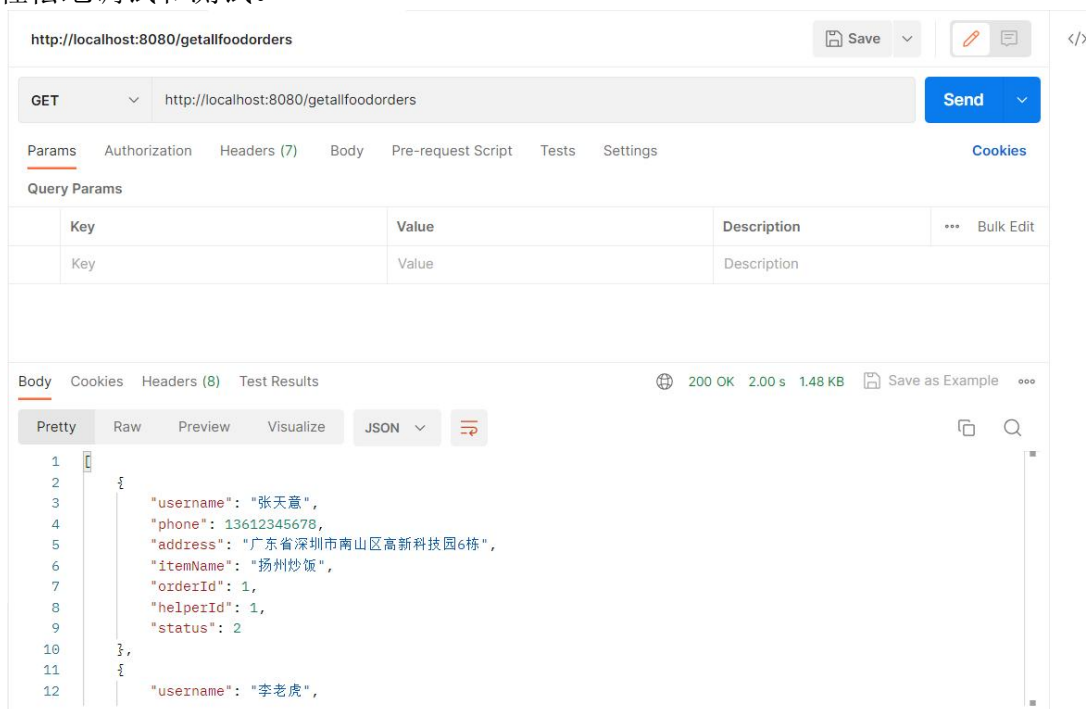 http://localhost:8080/getallfoodorders Save </>
GET http://localhost:8080/getallfoodorders Send
Params Authorization Headers (7) Body Pre-request Script Tests Settings Cookies
Query Params
Key Value Description ooo Bulk Edit
Key Value Description
Body Cookies Headers (8) Test Results 200 OK 2.00 s 1.48 KB Save as Example ooo
Pretty Raw Preview Visualize JSON
1 [
2 {
3 "username": "张天意",
4 "phone": 13612345678,
5 "address": "广东省深圳市南山区高新科技园6栋",
6 "itemName": "扬州炒饭",
7 "orderId": 1,
8 "helperId": 1,
9 "status": 2
10 },
11 {
12 "username": "李老虎",